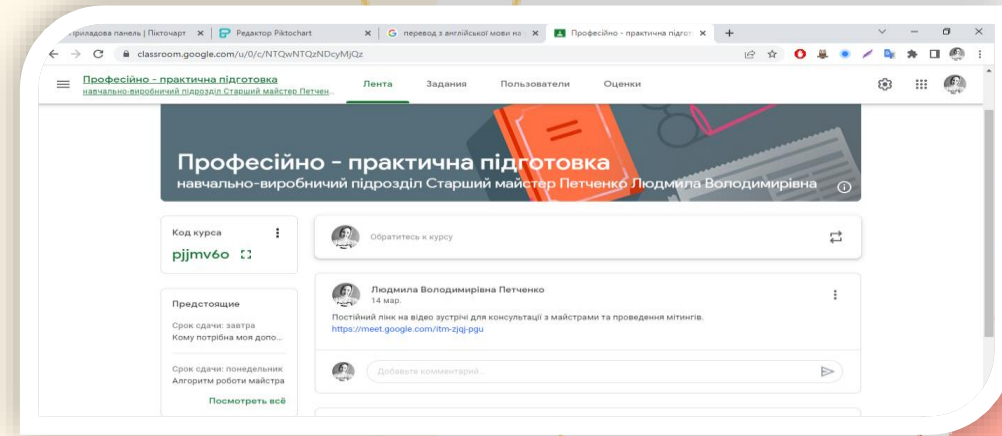 приладова панель | Пікточарт
Редактор Piktochart
перевод з англійської мови на
Професійно - практична підгот
classroom.google.com/u/0/c/NTQwNTQzNDcyMjQz
Професійно - практична підготовка
навчально-виробничий підрозділ Старший майстер Петчен...
Лента
Задания
Пользователи
Оценки
Професійно - практична підготовка
навчально-виробничий підрозділ Старший майстер Петченко Людмила Володимирівна
Код курса
pjjmv6o
Обратитесь к курсу
Людмила Володимирівна Петченко
14 мар.
Постійний лінк на відео зустрічі для консультації з майстрами та проведення мітингів.
https://meet.google.com/itm-zjqj-pgu
Добавьте комментарий...
Предстоящие
Срок сдачи: завтра
Кому потрібна моя допо...
Срок сдачи: понедельник
Алгоритм роботи майстра
Посмотреть всё